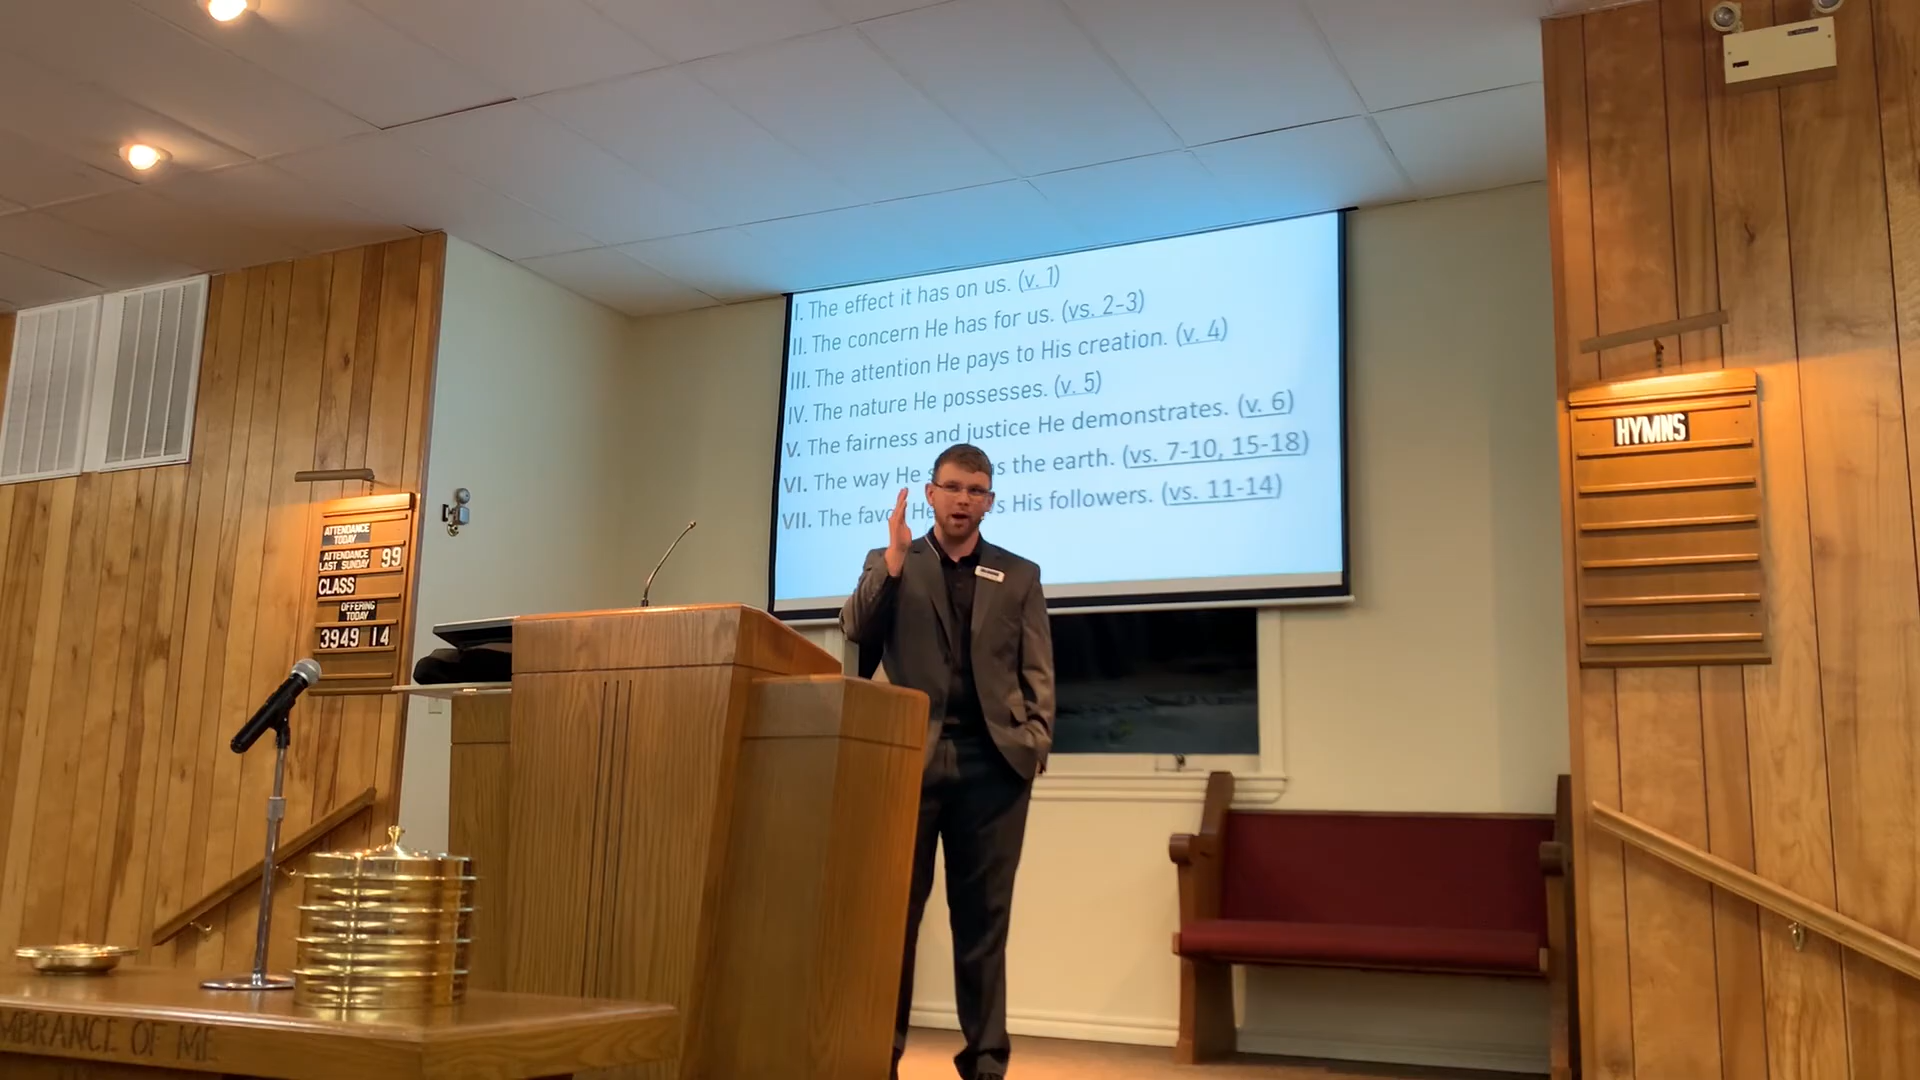 I. The effect it has on us. (v. 1)
II. The concern He has for us. (vs. 2-3)
III. The attention He pays to His creation. (v. 4)
IV. The nature He possesses. (v. 5)
V. The fairness and justice He demonstrates. (v. 6)
VI. The way He the earth. (vs. 7-10, 15-18)
VII. The His followers. (vs. 11-14)
HYMNS
ATTENDANCE
TODAY
ATTENDANCE
LAST SUNDAY 99
CLASS
OFFERING
TODAY
3949 14
MBRANCE OF ME